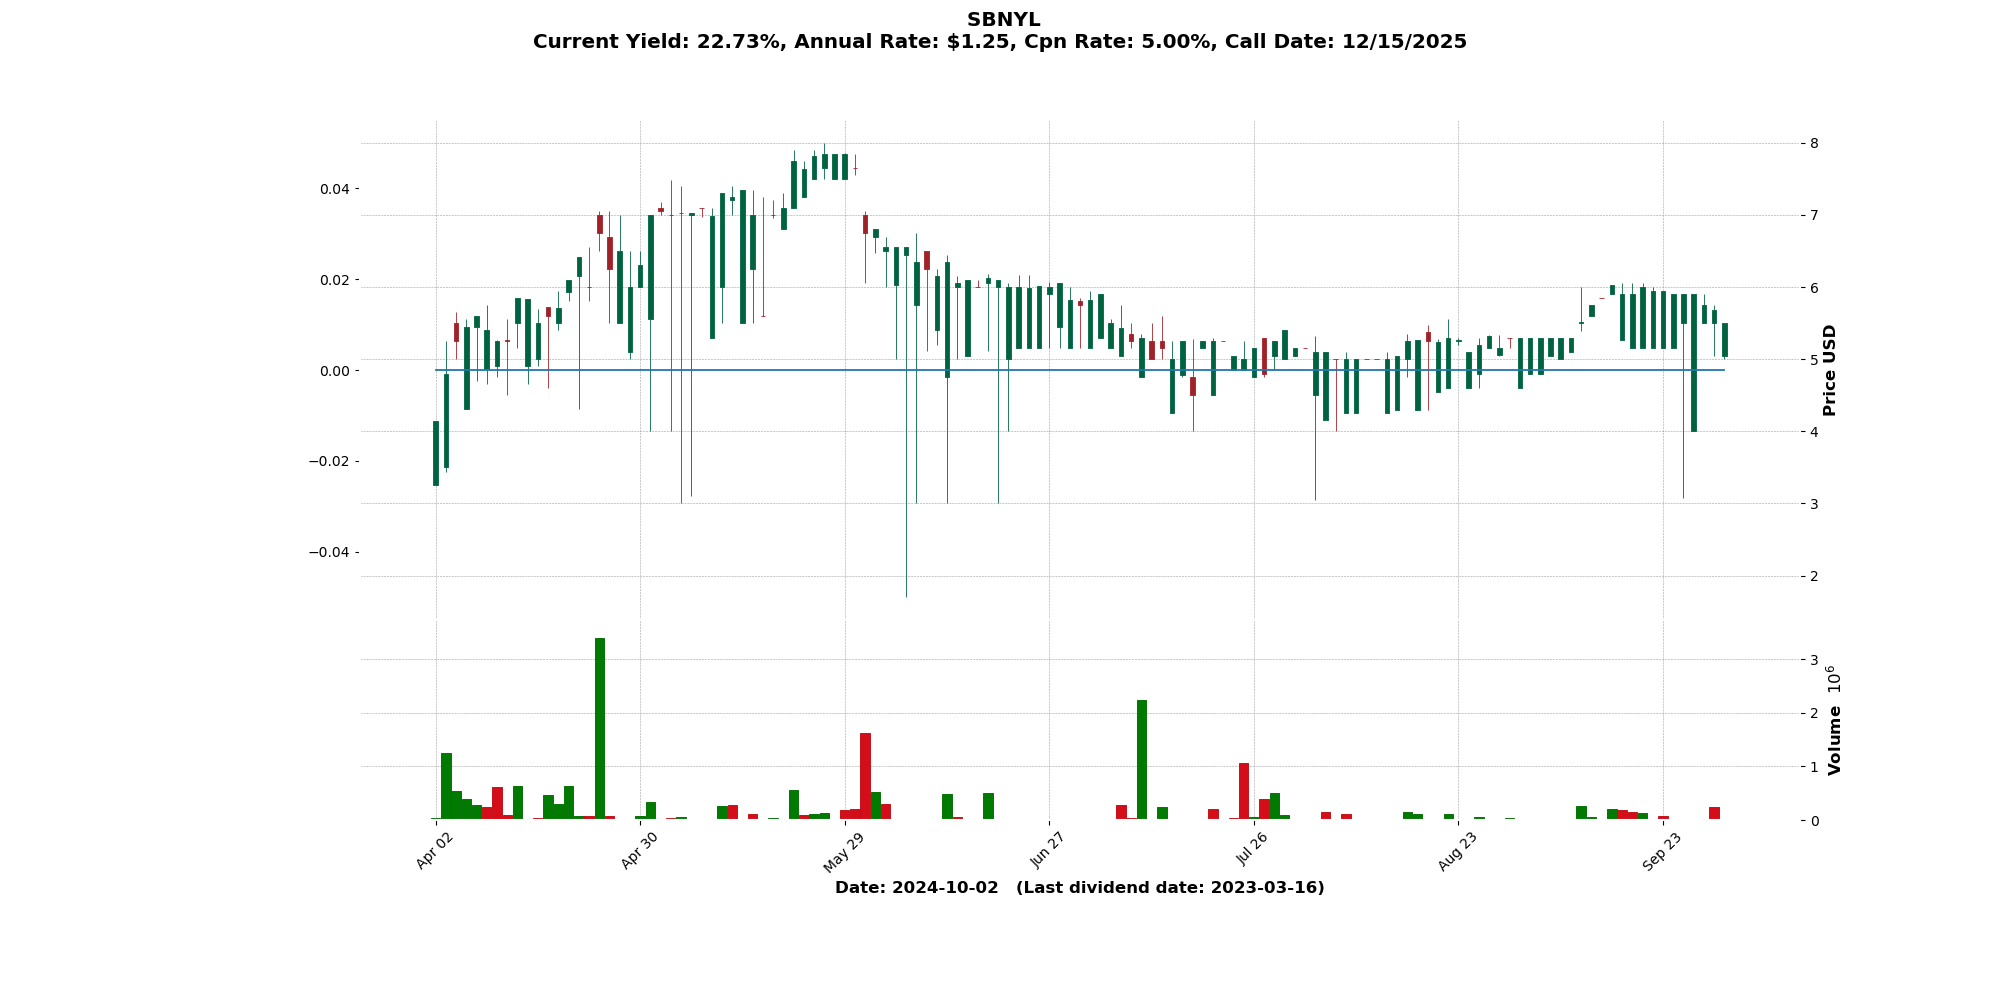 SBNYL
Current Yield: 22.73%, Annual Rate: $1.25, Cpn Rate: 5.00%, Call Date: 12/15/2025
0.04
0.02
0.00
−0.02
−0.04
8
7
6
5
4
3
2
Price USD
3
2
1
0
Volume 10^6
Apr 02
Apr 30
May 29
Jun 27
Jul 26
Aug 23
Sep 23
Date: 2024-10-02 (Last dividend date: 2023-03-16)